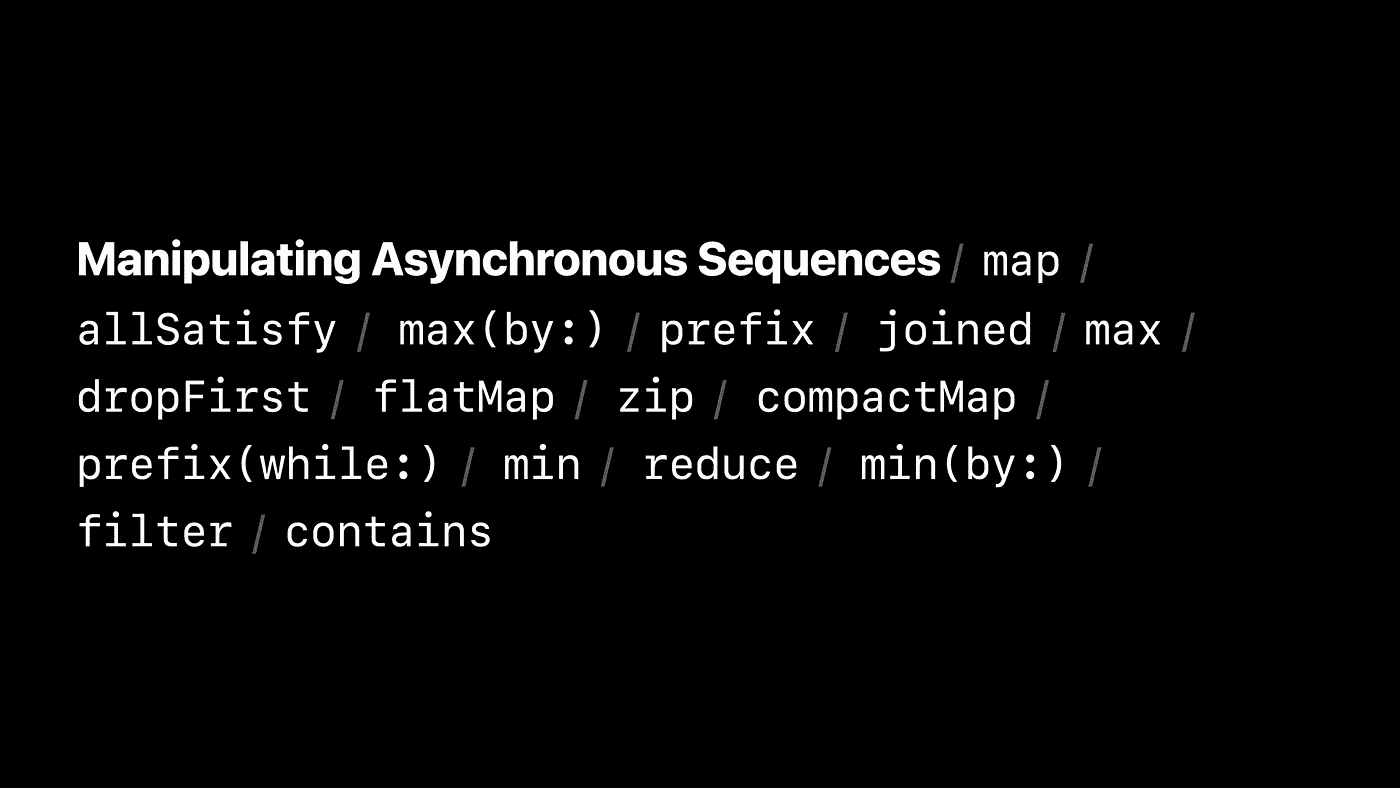 Manipulating Asynchronous Sequences / map /
allSatisfy / max(by:) / prefix / joined / max /
dropFirst / flatMap / zip / compactMap /
prefix(while:) / min / reduce / min(by:) /
filter / contains